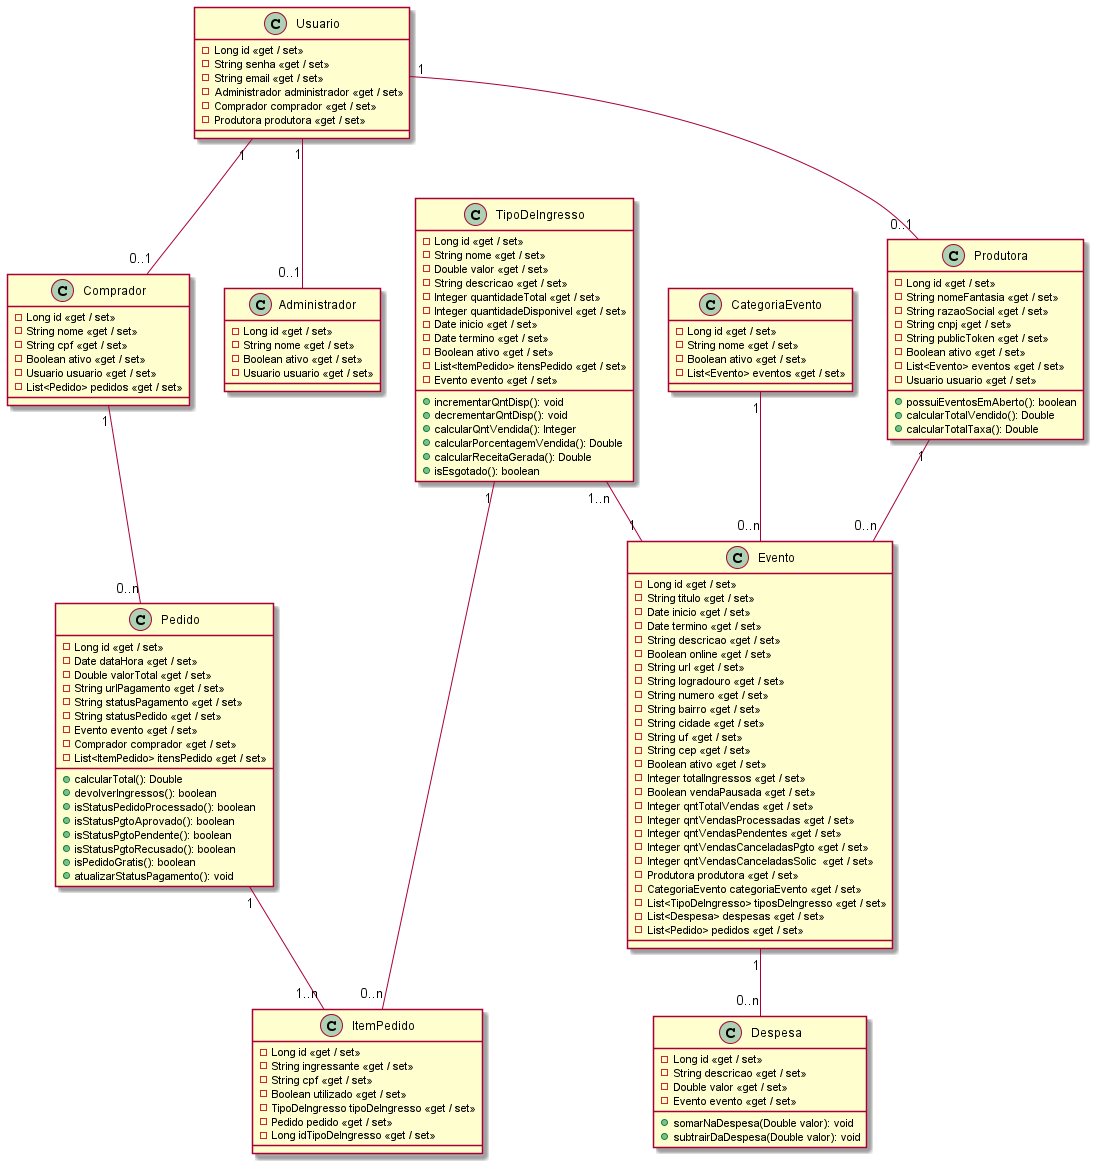 C Usuario
Long id «get / set»
String senha «get / set»
String email «get / set»
Administrador administrador «get / set»
Comprador comprador «get / set»
Produtora produtora «get / set»
1
1
1
0..1
0..1
0..1
C TipoDeIngresso
Long id «get / set»
String nome «get / set»
Double valor «get / set»
String descricao «get / set»
Integer quantidadeTotal «get / set»
Integer quantidadeDisponivel «get / set»
Date inicio «get / set»
Date termino «get / set»
Boolean ativo «get / set»
List<ItemPedido> itensPedido «get / set»
Evento evento «get / set»
incrementarQntDisp(): void
decrementarQntDisp(): void
calcularQntVendida(): Integer
calcularPorcentagemVendida(): Double
calcularReceitaGerada(): Double
isEsgotado(): boolean
C Produtora
Long id «get / set»
String nomeFantasia «get / set»
String razaoSocial «get / set»
String cnpj «get / set»
String publicToken «get / set»
Boolean ativo «get / set»
List<Evento> eventos «get / set»
Usuario usuario «get / set»
possuiEventosEmAberto(): boolean
calcularTotalVendido(): Double
calcularTotalTaxa(): Double
C Comprador
Long id «get / set»
String nome «get / set»
String cpf «get / set»
Boolean ativo «get / set»
Usuario usuario «get / set»
List<Pedido> pedidos «get / set»
C Administrador
Long id «get / set»
String nome «get / set»
Boolean ativo «get / set»
Usuario usuario «get / set»
C CategoriaEvento
Long id «get / set»
String nome «get / set»
Boolean ativo «get / set»
List<Evento> eventos «get / set»
1
1
1..n
1
1
0..n
1
0..n
0..n
C Pedido
Long id «get / set»
Date dataHora «get / set»
Double valorTotal «get / set»
String urlPagamento «get / set»
String statusPagamento «get / set»
String statusPedido «get / set»
Evento evento «get / set»
Comprador comprador «get / set»
List<ItemPedido> itensPedido «get / set»
calcularTotal(): Double
devolverIngressos(): boolean
isStatusPedidoProcessado(): boolean
isStatusPgtoAprovado(): boolean
isStatusPgtoPendente(): boolean
isStatusPgtoRecusado(): boolean
isPedidoGratis(): boolean
atualizarStatusPagamento(): void
C Evento
Long id «get / set»
String titulo «get / set»
Date inicio «get / set»
Date termino «get / set»
String descricao «get / set»
Boolean online «get / set»
String url «get / set»
String logradouro «get / set»
String numero «get / set»
String bairro «get / set»
String cidade «get / set»
String uf «get / set»
String cep «get / set»
Boolean ativo «get / set»
Integer totalIngressos «get / set»
Boolean vendaPausada «get / set»
Integer qntTotalVendas «get / set»
Integer qntVendasProcessadas «get / set»
Integer qntVendasPendentes «get / set»
Integer qntVendasCanceladasPgto «get / set»
Integer qntVendasCanceladasSolic «get / set»
Produtora produtora «get / set»
CategoriaEvento categoriaEvento «get / set»
List<TipoDeIngresso> tiposDeIngresso «get / set»
List<Despesa> despesas «get / set»
List<Pedido> pedidos «get / set»
1
1..n
0..n
1
0..n
C ItemPedido
Long id «get / set»
String ingressante «get / set»
String cpf «get / set»
Boolean utilizado «get / set»
TipoDeIngresso tipoDeIngresso «get / set»
Pedido pedido «get / set»
Long idTipoDeIngresso «get / set»
C Despesa
Long id «get / set»
String descricao «get / set»
Double valor «get / set»
Evento evento «get / set»
somarNaDespesa(Double valor): void
subtrairDaDespesa(Double valor): void